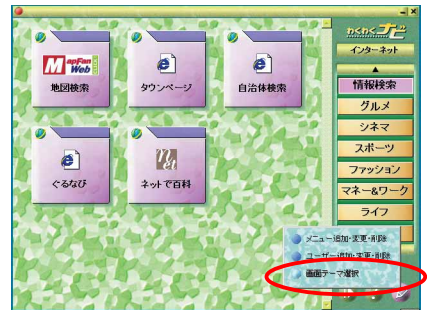 わくわくナビ
インターネット
MapFan Web
地図検索
タウンページ
自治体検索
情報検索
グルメ
シネマ
スポーツ
ファッション
マネー&ワーク
ライフ
ぐるなび
Net
ネットで百科
メニュー追加・変更・削除
ユーザー追加・変更・削除
画面テーマ選択